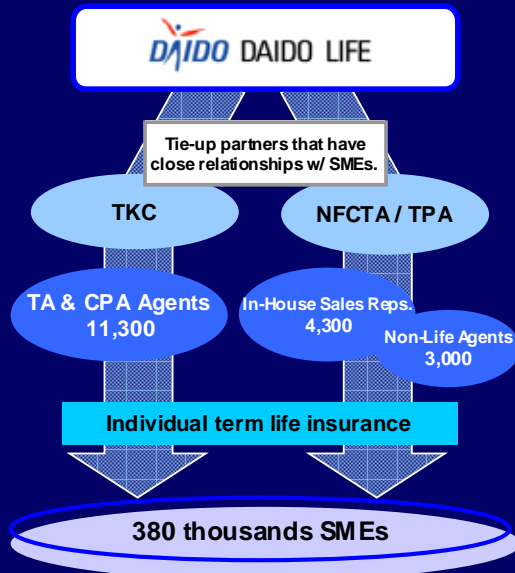 DAIDO DAIDO LIFE
Tie-up partners that have
close relationships w/ SMEs.
TKC
NFCTA / TPA
TA & CPA Agents
11,300
In-House Sales Reps.
4,300
Non-Life Agents
3,000
Individual term life insurance
380 thousands SMEs